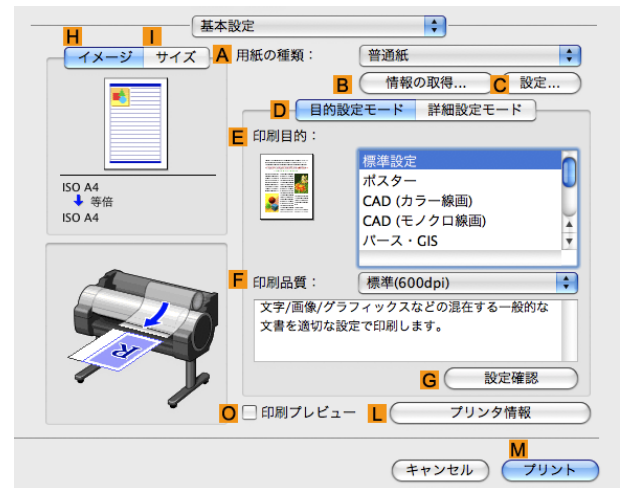 基本設定
H I
イメージ サイズ
A 用紙の種類： 普通紙
B 情報の取得... C 設定...
D 目的設定モード 詳細設定モード
E 印刷目的：
標準設定
ポスター
CAD (カラー線画)
CAD (モノクロ線画)
パース・GIS
ISO A4
等倍
ISO A4
F 印刷品質： 標準(600dpi)
文字/画像/グラフィックスなどの混在する一般的な
文書を適切な設定で印刷します。
G 設定確認
O 印刷プレビュー L プリンタ情報
M
キャンセル プリント
R